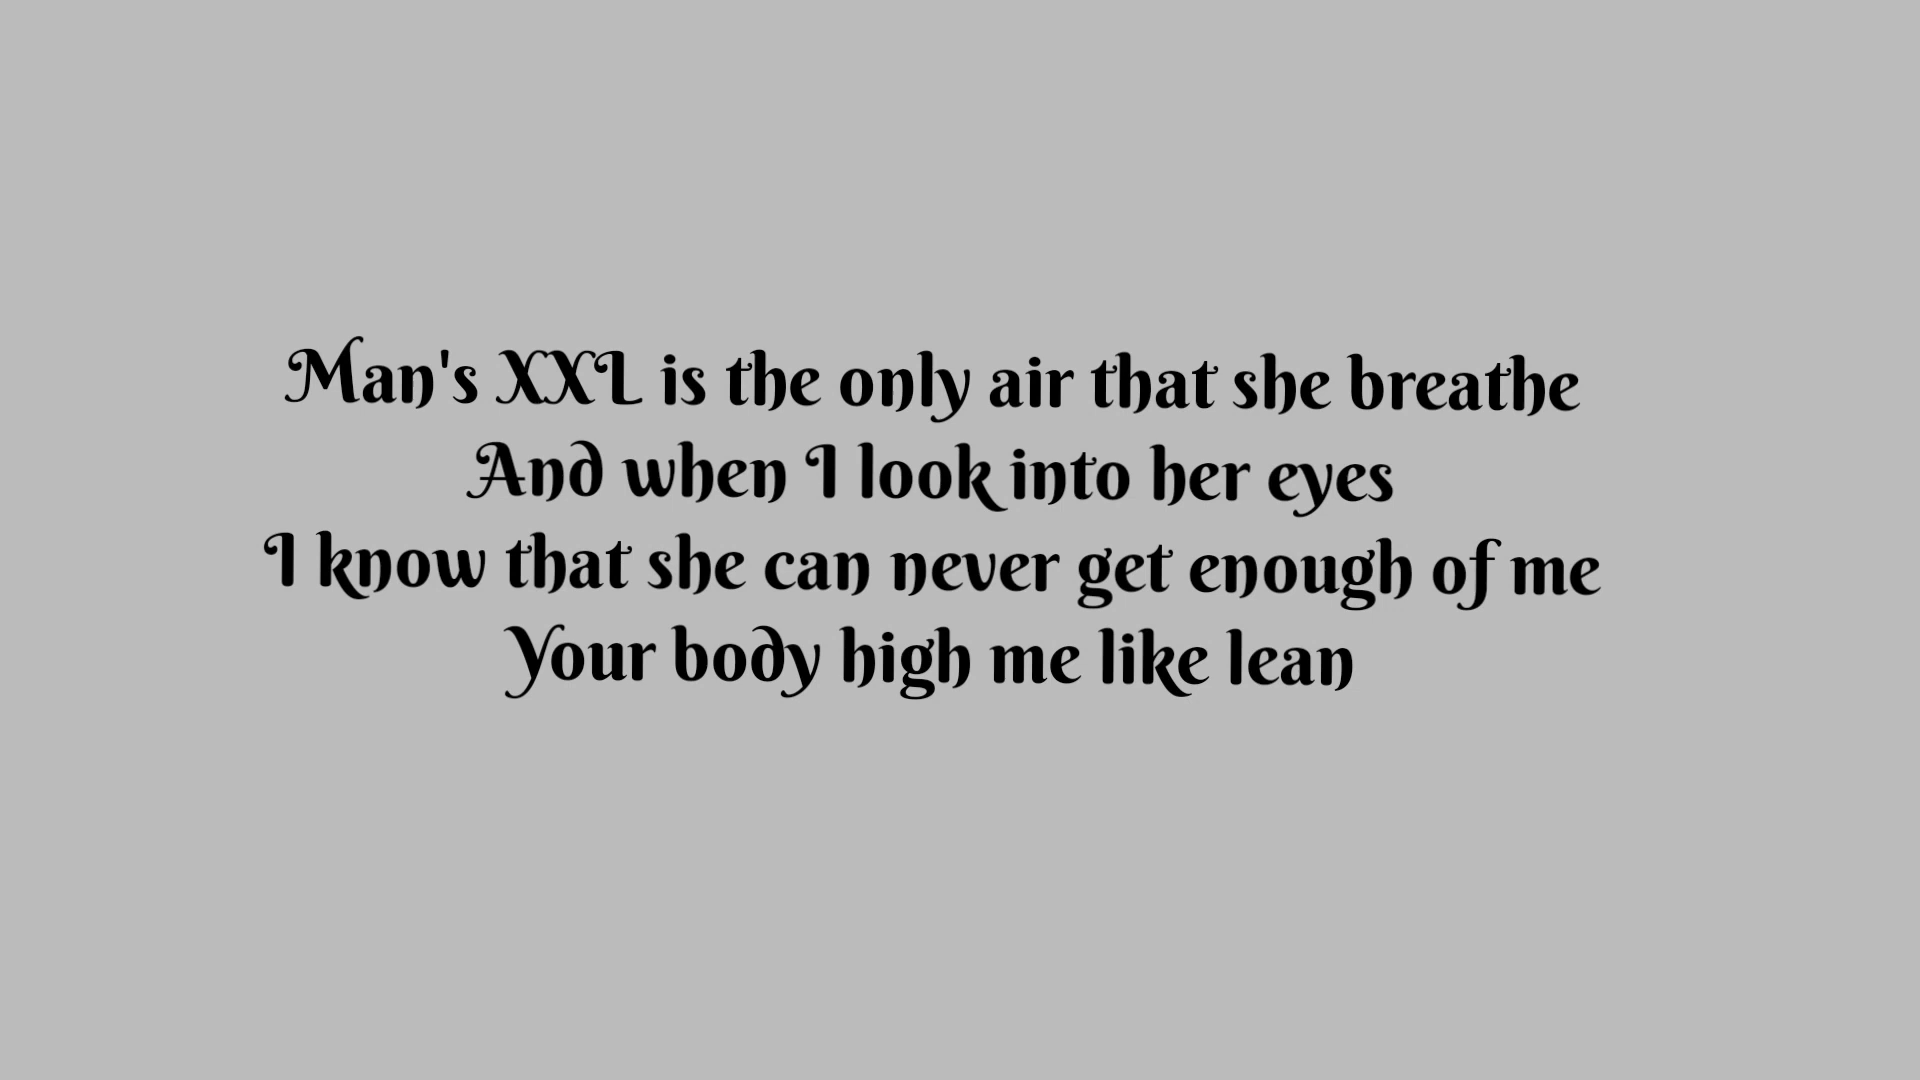 Man's XXL is the only air that she breathe
And when I look into her eyes
I know that she can never get enough of me
Your body high me like lean